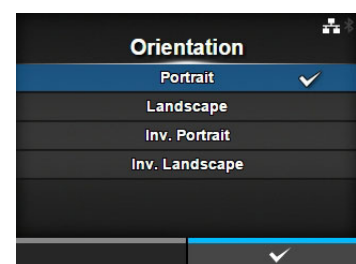 Orientation
Portrait
Landscape
Inv. Portrait
Inv. Landscape